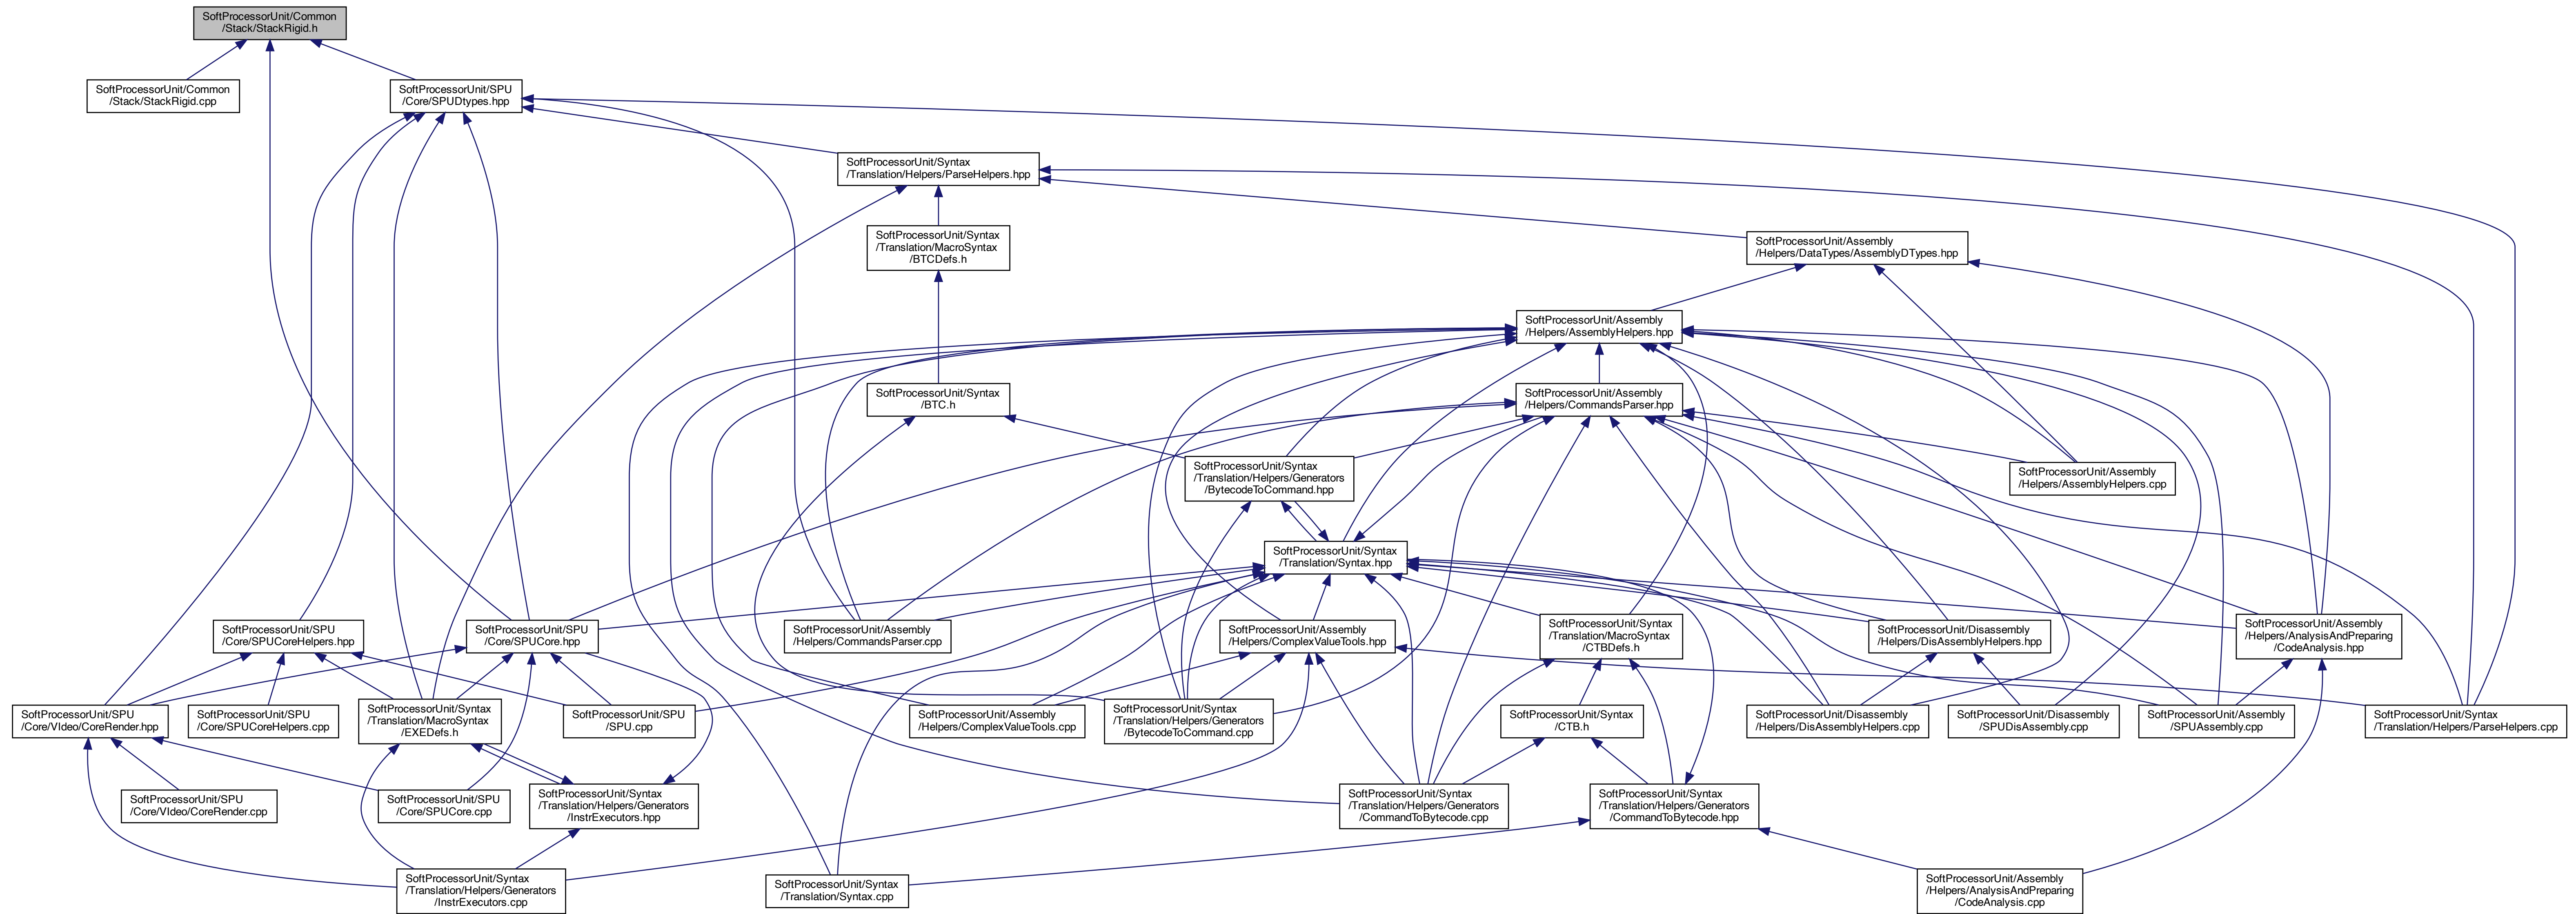 SoftProcessorUnit/Common
/Stack/StackRigid.h
SoftProcessorUnit/Common
/Stack/StackRigid.cpp
SoftProcessorUnit/SPU
/Core/SPUDtypes.hpp
SoftProcessorUnit/Syntax
/Translation/Helpers/ParseHelpers.hpp
SoftProcessorUnit/Syntax
/Translation/MacroSyntax
/BTCDefs.h
SoftProcessorUnit/Assembly
/Helpers/DataTypes/AssemblyDTypes.hpp
SoftProcessorUnit/Assembly
/Helpers/AssemblyHelpers.hpp
SoftProcessorUnit/Syntax
/BTC.h
SoftProcessorUnit/Assembly
/Helpers/CommandsParser.hpp
SoftProcessorUnit/Syntax
/Translation/Helpers/Generators
/BytecodeToCommand.hpp
SoftProcessorUnit/Assembly
/Helpers/AssemblyHelpers.cpp
SoftProcessorUnit/Syntax
/Translation/Syntax.hpp
SoftProcessorUnit/SPU
/Core/SPUCoreHelpers.hpp
SoftProcessorUnit/SPU
/Core/SPUCore.hpp
SoftProcessorUnit/Assembly
/Helpers/CommandsParser.cpp
SoftProcessorUnit/Assembly
/Helpers/ComplexValueTools.hpp
SoftProcessorUnit/Syntax
/Translation/MacroSyntax
/CTBDefs.h
SoftProcessorUnit/Disassembly
/Helpers/DisAssemblyHelpers.hpp
SoftProcessorUnit/Assembly
/Helpers/AnalysisAndPreparing
/CodeAnalysis.hpp
SoftProcessorUnit/SPU
/Core/VIdeo/CoreRender.hpp
SoftProcessorUnit/SPU
/Core/SPUCoreHelpers.cpp
SoftProcessorUnit/Syntax
/Translation/MacroSyntax
/EXEDefs.h
SoftProcessorUnit/SPU
/SPU.cpp
SoftProcessorUnit/Assembly
/Helpers/ComplexValueTools.cpp
SoftProcessorUnit/Syntax
/Translation/Helpers/Generators
/BytecodeToCommand.cpp
SoftProcessorUnit/Syntax
/CTB.h
SoftProcessorUnit/Disassembly
/Helpers/DisAssemblyHelpers.cpp
SoftProcessorUnit/Disassembly
/SPUDisAssembly.cpp
SoftProcessorUnit/Assembly
/SPUAssembly.cpp
SoftProcessorUnit/Syntax
/Translation/Helpers/ParseHelpers.cpp
SoftProcessorUnit/SPU
/Core/VIdeo/CoreRender.cpp
SoftProcessorUnit/SPU
/Core/SPUCore.cpp
SoftProcessorUnit/Syntax
/Translation/Helpers/Generators
/InstrExecutors.hpp
SoftProcessorUnit/Syntax
/Translation/Helpers/Generators
/CommandToBytecode.cpp
SoftProcessorUnit/Syntax
/Translation/Helpers/Generators
/CommandToBytecode.hpp
SoftProcessorUnit/Syntax
/Translation/Helpers/Generators
/InstrExecutors.cpp
SoftProcessorUnit/Syntax
/Translation/Syntax.cpp
SoftProcessorUnit/Assembly
/Helpers/AnalysisAndPreparing
/CodeAnalysis.cpp